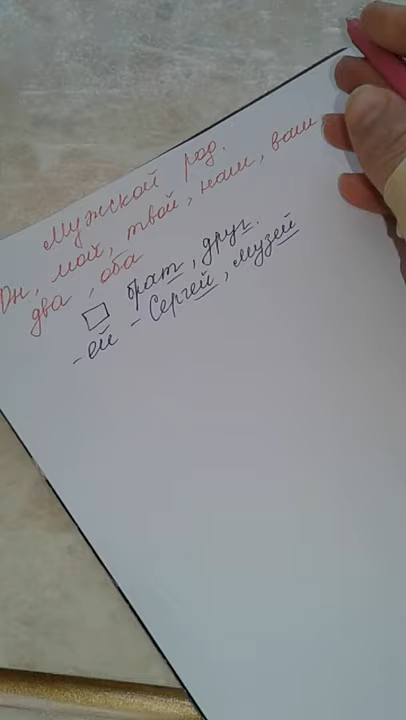 Мужской род.
Он, мой, твой, наш, ваш,
два, оба
брат, друг.
-ей - Сергей, музей